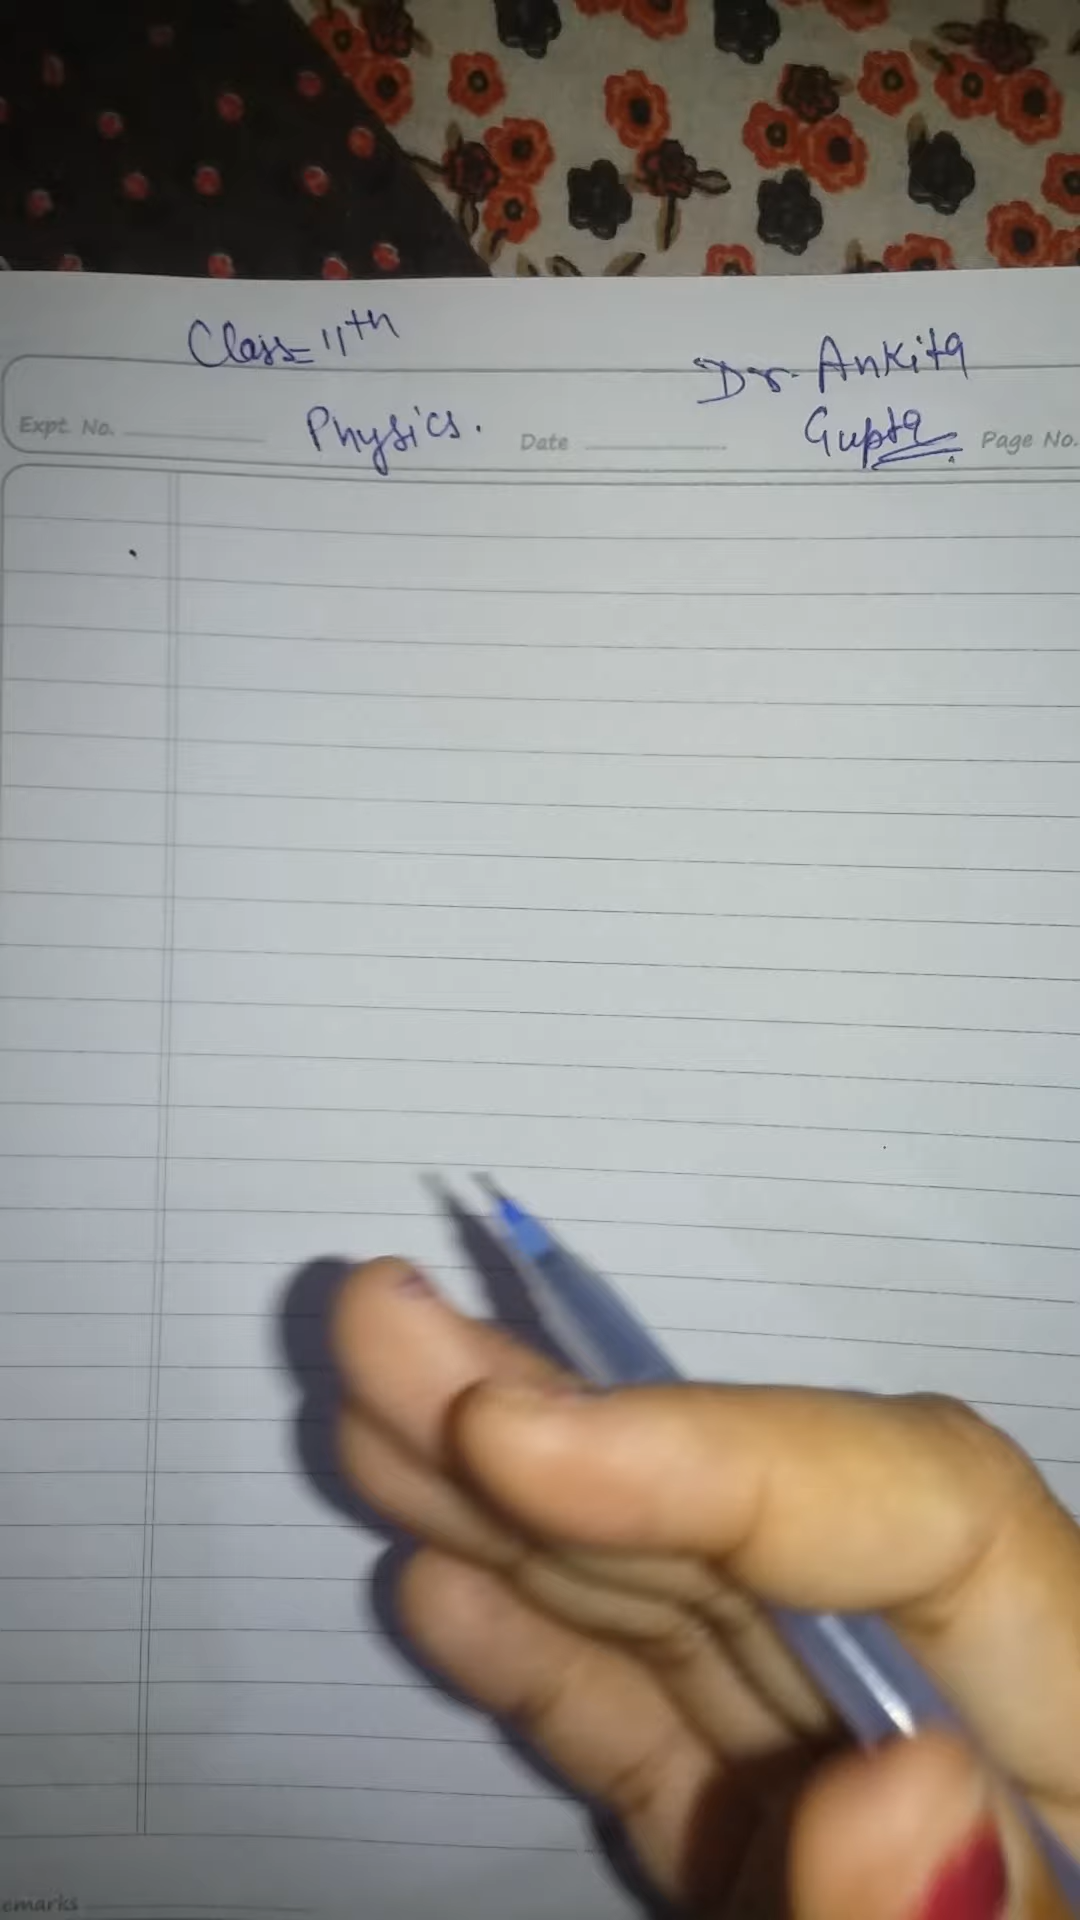 Class- 11th
Dr. Ankita
Gupta
Expt. No.
Physics.
Date
Page No.
emarks